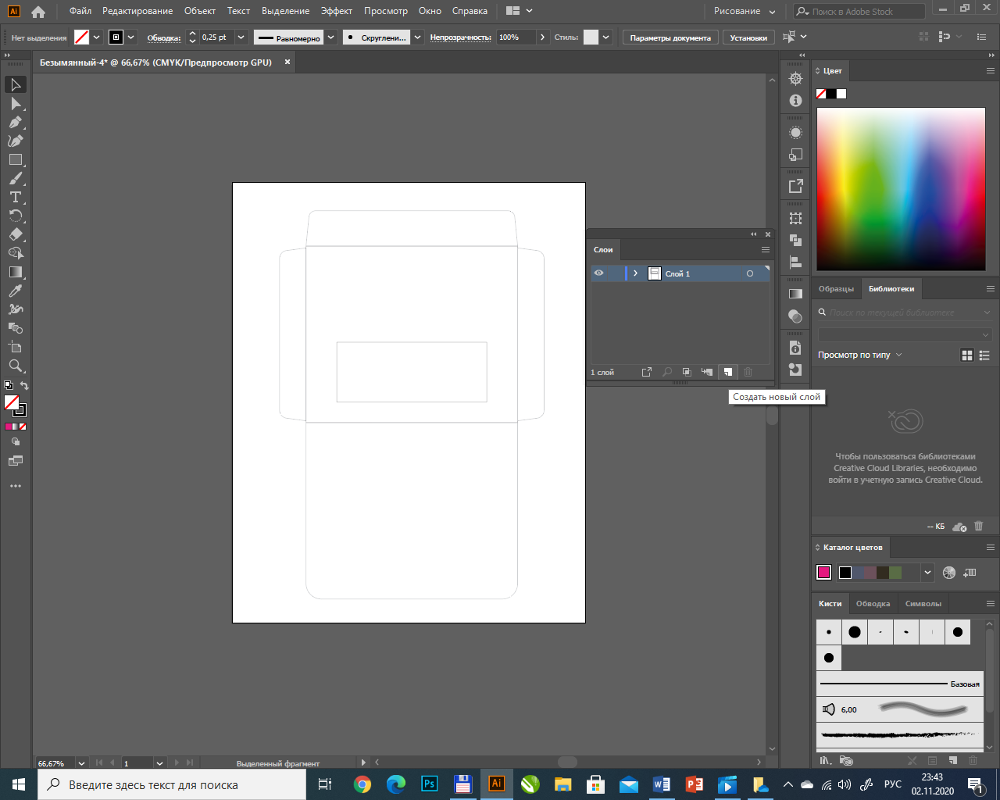 Ai
Файл Редактирование Объект Текст Выделение Эффект Просмотр Окно Справка
Рисование
Поиск в Adobe Stock
Нет выделения
Обводка: 0,25 pt
Равномерно
Скруглени...
Непрозрачность: 100%
Стиль:
Параметры документа
Установки
Безымянный-4* @ 66,67% (CMYK/Предпросмотр GPU) ×
Цвет
Слои
Слой 1
1 слой
Создать новый слой
Образцы Библиотеки
Поиск по текущей библиотеке
Просмотр по типу
Чтобы пользоваться библиотеками
Creative Cloud Libraries, необходимо
войти в учетную запись Creative Cloud.
-- КБ
Каталог цветов
Кисти Обводка Символы
Базовая
6,00
66,67%
1
Выделенный фрагмент
Введите здесь текст для поиска
Ps
Ai
РУС
23:43
02.11.2020
1